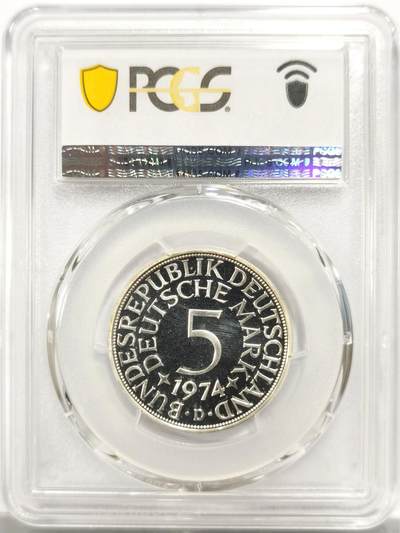 PCGS
BUNDESREPUBLIK DEUTSCHLAND
DEUTSCHE MARK
5
1974
D